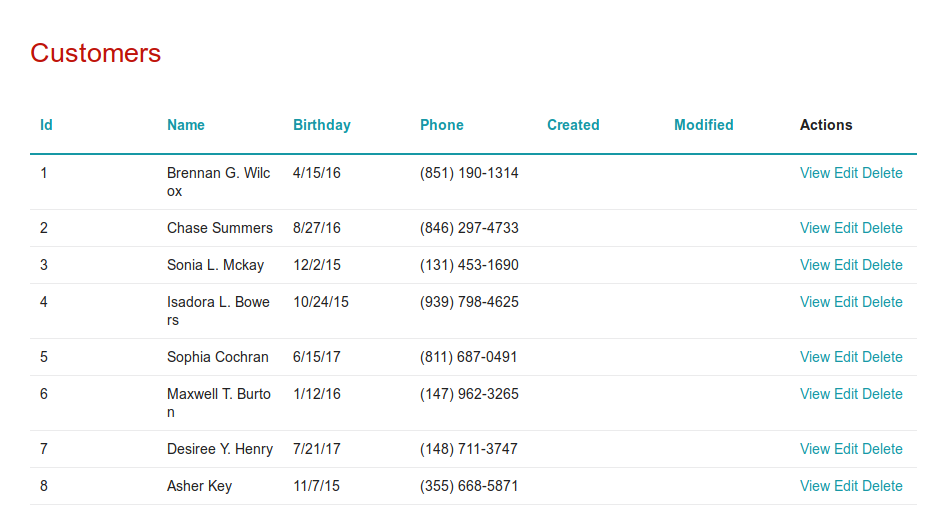 Customers
Id Name Birthday Phone Created Modified Actions
1 Brennan G. Wilc 4/15/16 (851) 190-1314 View Edit Delete
ox
2 Chase Summers 8/27/16 (846) 297-4733 View Edit Delete
3 Sonia L. Mckay 12/2/15 (131) 453-1690 View Edit Delete
4 Isadora L. Bowe 10/24/15 (939) 798-4625 View Edit Delete
rs
5 Sophia Cochran 6/15/17 (811) 687-0491 View Edit Delete
6 Maxwell T. Burto 1/12/16 (147) 962-3265 View Edit Delete
n
7 Desiree Y. Henry 7/21/17 (148) 711-3747 View Edit Delete
8 Asher Key 11/7/15 (355) 668-5871 View Edit Delete